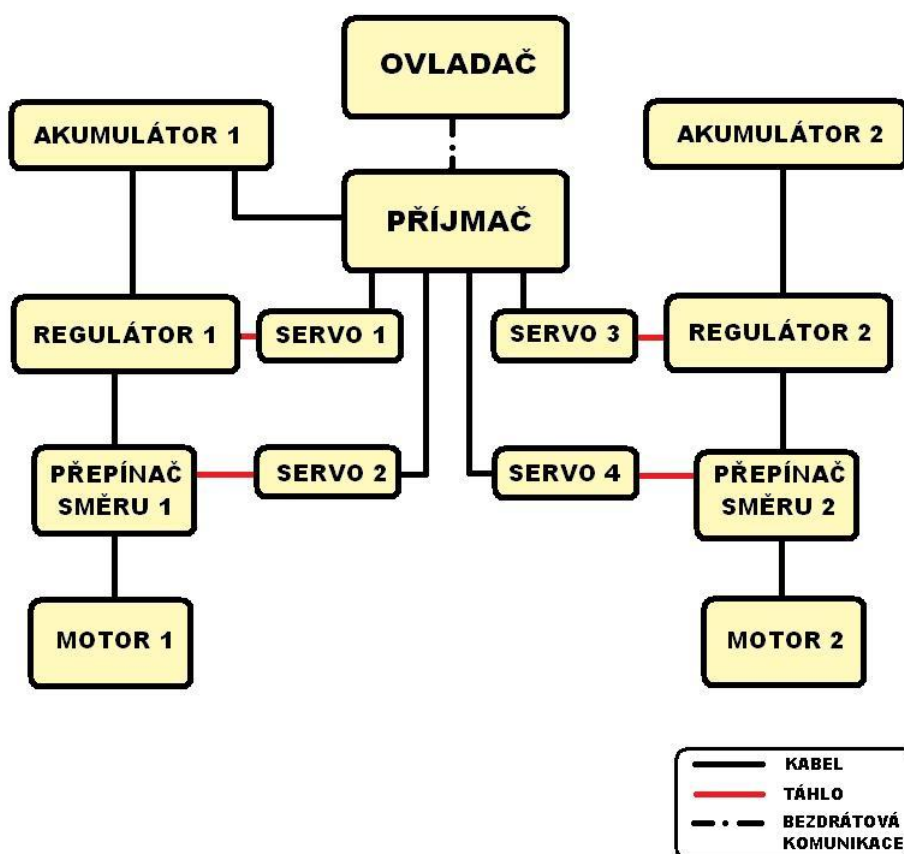 OVLADAČ
AKUMULÁTOR 1
AKUMULÁTOR 2
PŘÍJMAČ
REGULÁTOR 1
SERVO 1
SERVO 3
REGULÁTOR 2
PŘEPÍNAČ
SMĚRU 1
SERVO 2
SERVO 4
PŘEPÍNAČ
SMĚRU 2
MOTOR 1
MOTOR 2
KABEL
TÁHLO
BEZDRÁTOVÁ
KOMUNIKACE